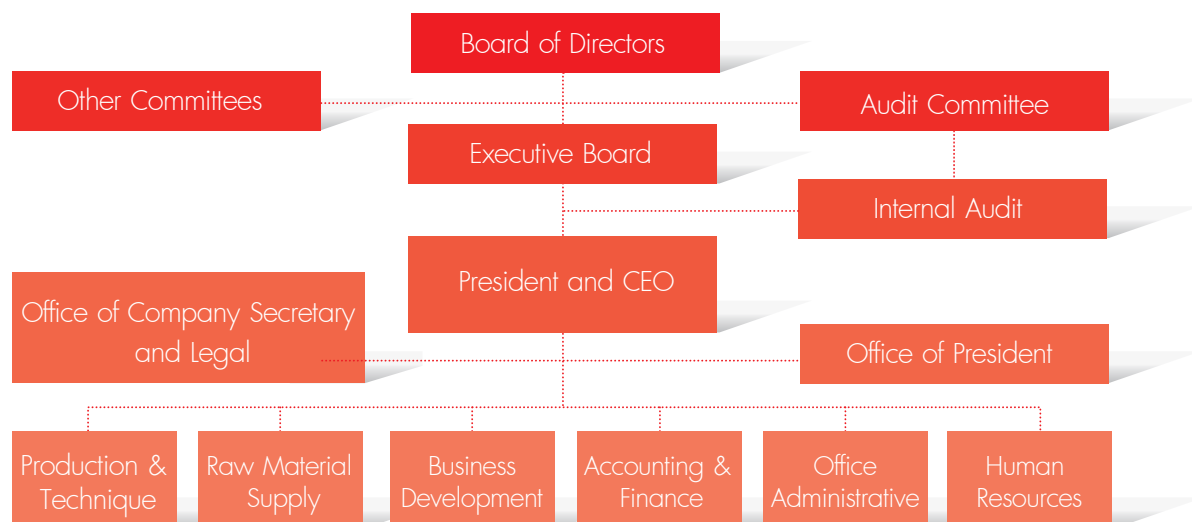 Board of Directors
Other Committees
Audit Committee
Executive Board
Internal Audit
President and CEO
Office of Company Secretary
and Legal
Office of President
Production &
Technique
Raw Material
Supply
Business
Development
Accounting &
Finance
Office
Administrative
Human
Resources